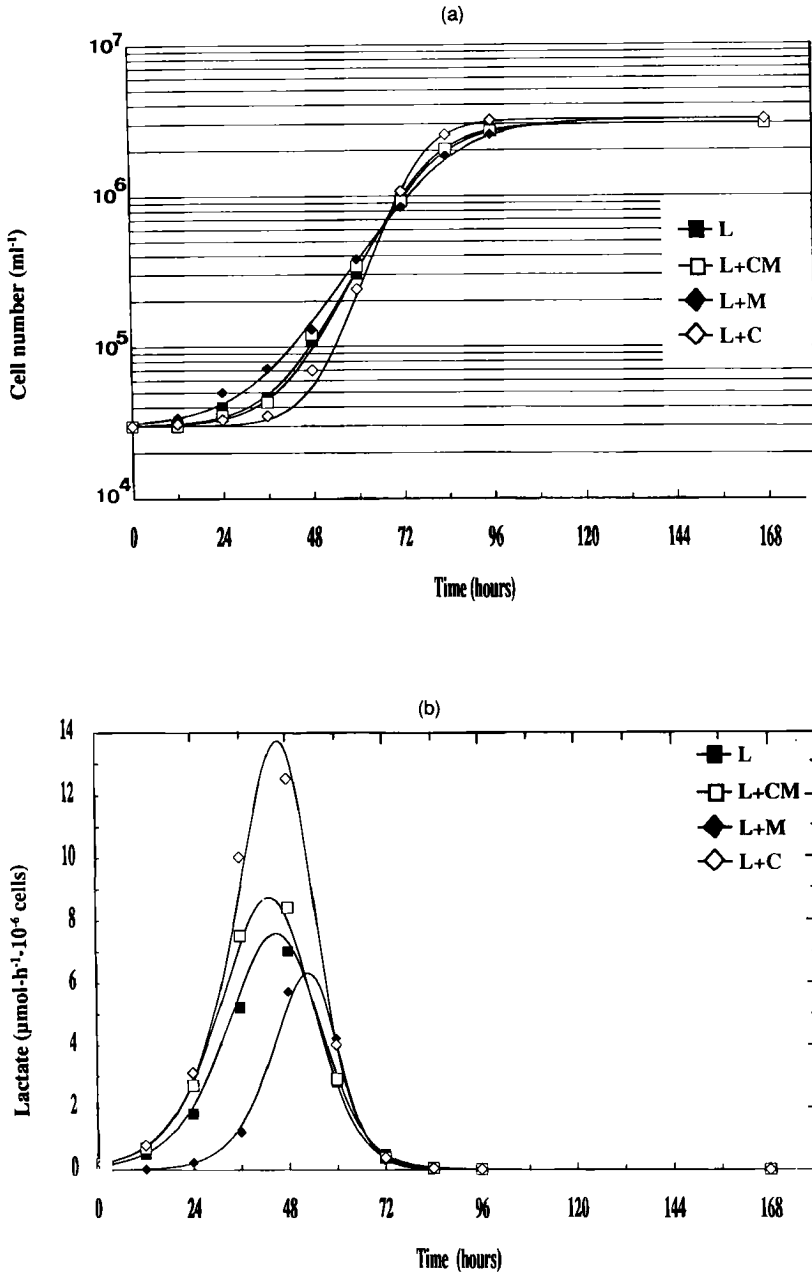 (a)
10⁷
10⁶
10⁵
10⁴
Cell number (ml⁻¹)
L
L+CM
L+M
L+C
0 24 48 72 96 120 144 168
Time (hours)
(b)
14
12
10
8
6
4
2
0
Lactate (µmol·h⁻¹·10⁻⁶ cells)
L
L+CM
L+M
L+C
0 24 48 72 96 120 144 168
Time (hours)